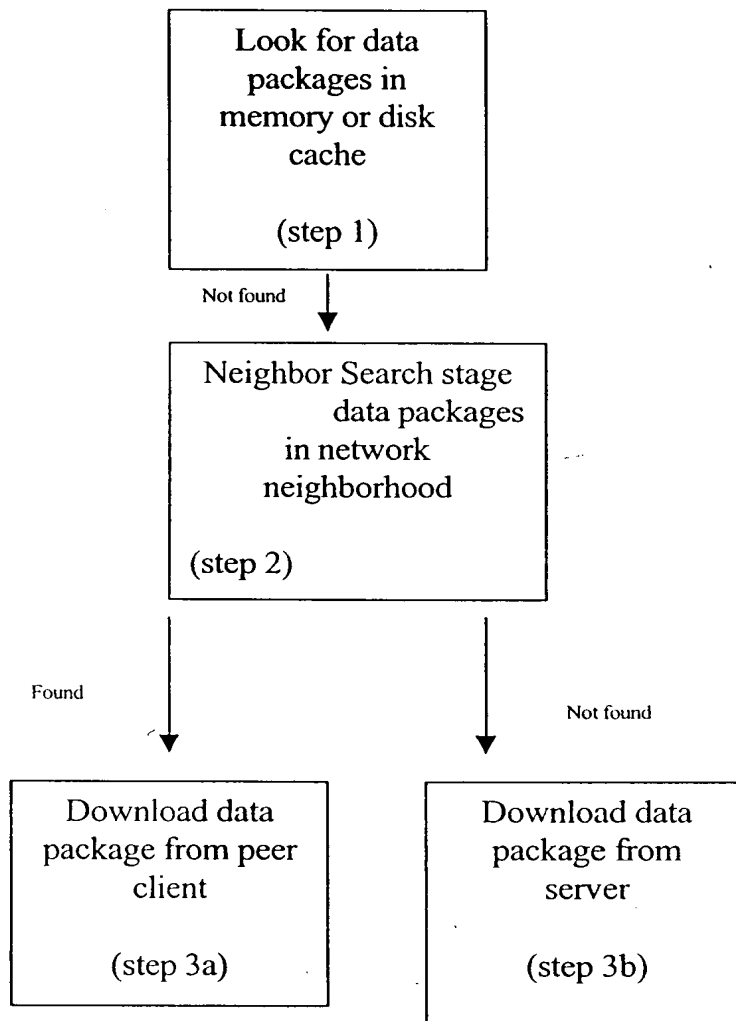 Look for data
packages in
memory or disk
cache
(step 1)
Not found
Neighbor Search stage
data packages
in network
neighborhood
(step 2)
Found
Not found
Download data
package from peer
client
(step 3a)
Download data
package from
server
(step 3b)